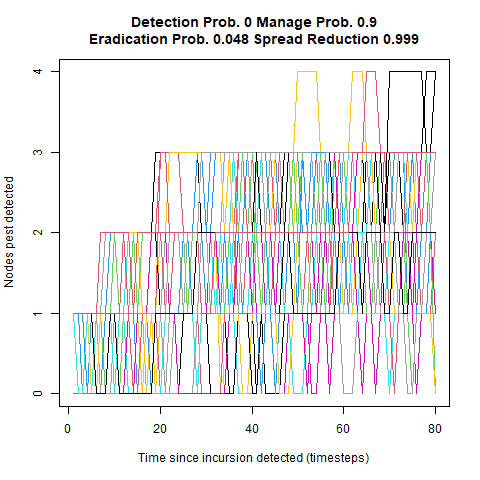 Detection Prob. 0 Manage Prob. 0.9
Eradication Prob. 0.048 Spread Reduction 0.999
Nodes pest detected
4
3
2
1
0
0 20 40 60 80
Time since incursion detected (timesteps)